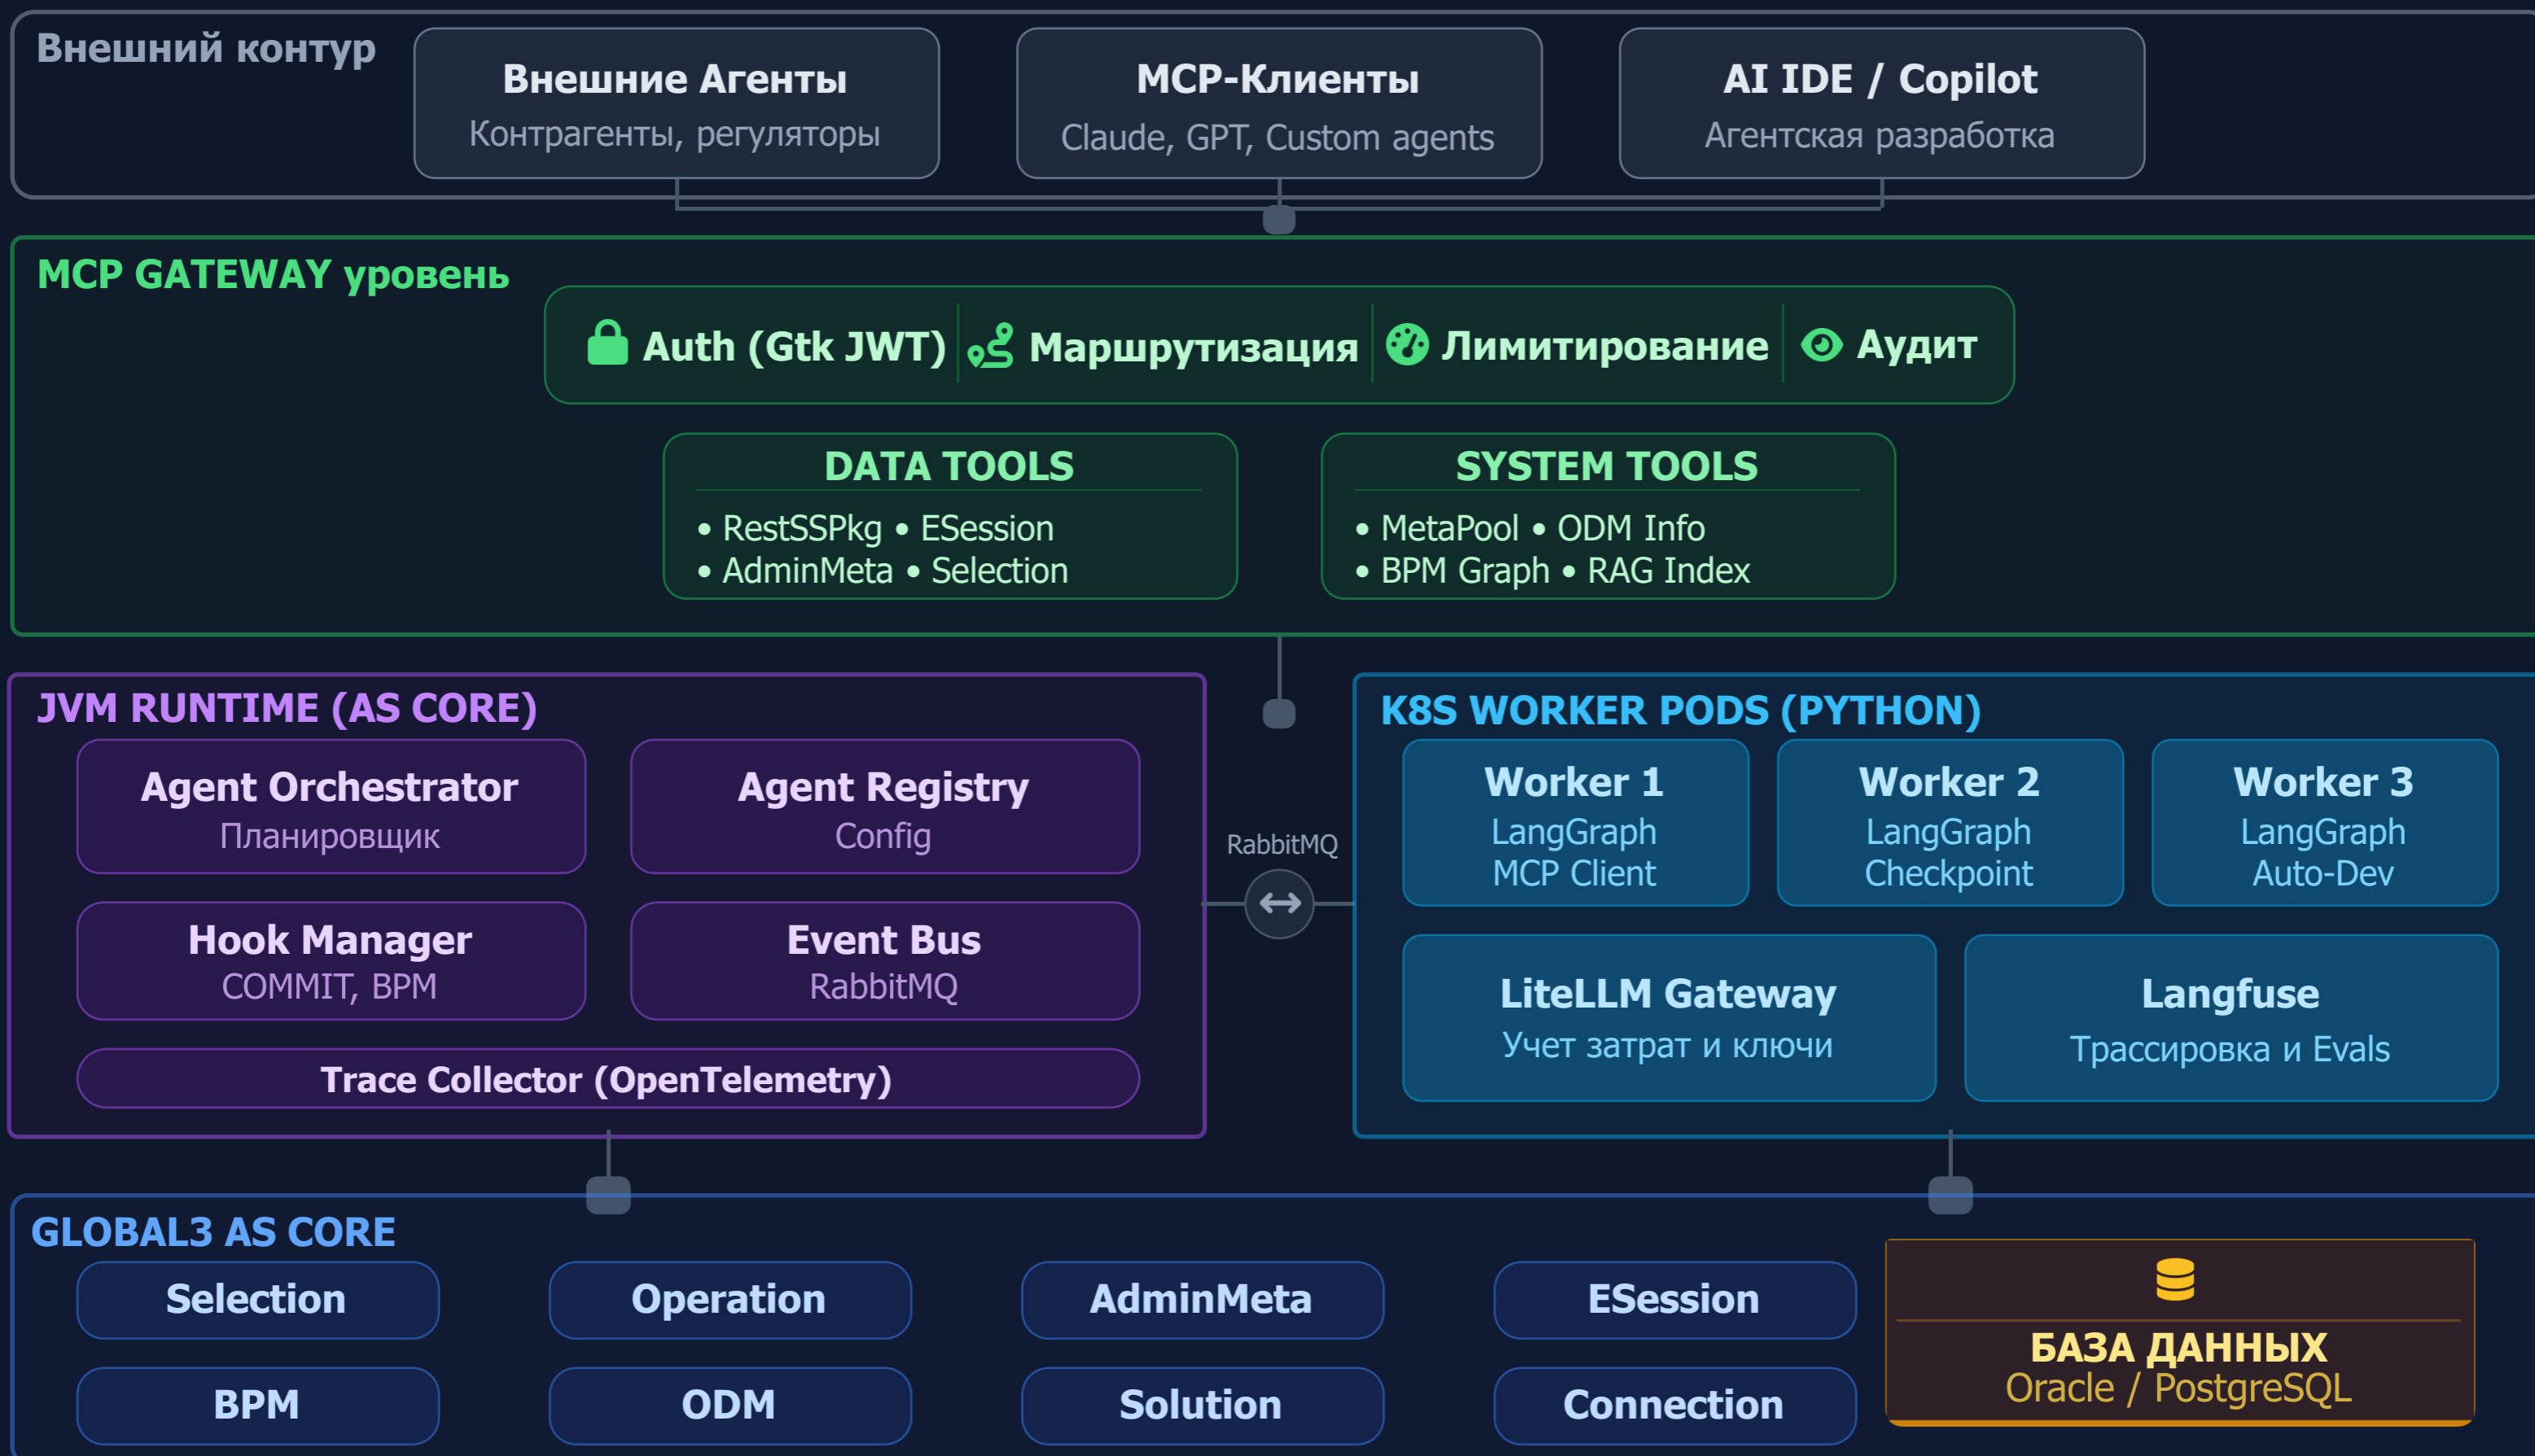 Внешний контур
Внешние Агенты
Контрагенты, регуляторы
MCP-Клиенты
Claude, GPT, Custom agents
AI IDE / Copilot
Агентская разработка
MCP GATEWAY уровень
Auth (Gtk JWT)
Маршрутизация
Лимитирование
Аудит
DATA TOOLS
• RestSSPkg • ESession
• AdminMeta • Selection
SYSTEM TOOLS
• MetaPool • ODM Info
• BPM Graph • RAG Index
JVM RUNTIME (AS CORE)
Agent Orchestrator
Планировщик
Agent Registry
Config
Hook Manager
COMMIT, BPM
Event Bus
RabbitMQ
Trace Collector (OpenTelemetry)
RabbitMQ
K8S WORKER PODS (PYTHON)
Worker 1
LangGraph
MCP Client
Worker 2
LangGraph
Checkpoint
Worker 3
LangGraph
Auto-Dev
LiteLLM Gateway
Учет затрат и ключи
Langfuse
Трассировка и Evals
GLOBAL3 AS CORE
Selection
Operation
AdminMeta
ESession
BPM
ODM
Solution
Connection
БАЗА ДАННЫХ
Oracle / PostgreSQL